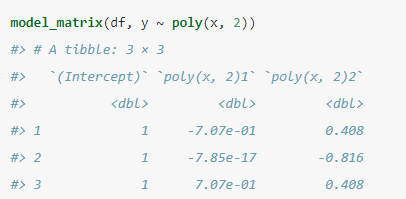 model_matrix(df, y ~ poly(x, 2))
#> # A tibble: 3 × 3
#>   `(Intercept)` `poly(x, 2)1` `poly(x, 2)2`
#>           <dbl>         <dbl>         <dbl>
#> 1             1     -7.07e-01         0.408
#> 2             1     -7.85e-17        -0.816
#> 3             1      7.07e-01         0.408